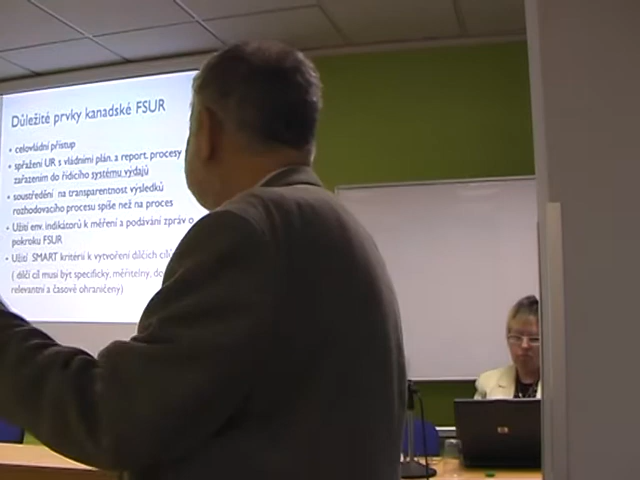 Důležité prvky kanadské FSUR
• celovládní přístup
• spřažení UR s vládními plán. a report. procesy
zařazením do řídicího systému výdajů
• soustředění na transparentnost výsledků
rozhodovacího procesu spíše než na proces
• Užití env. indikátorů k měření a podávání zpráv o
pokroku FSUR
• Užití SMART kritérií k vytvoření dílčích
( dílčí cíl musí být specifický, měřitelný,
relevantní a časově ohraničený)
hp